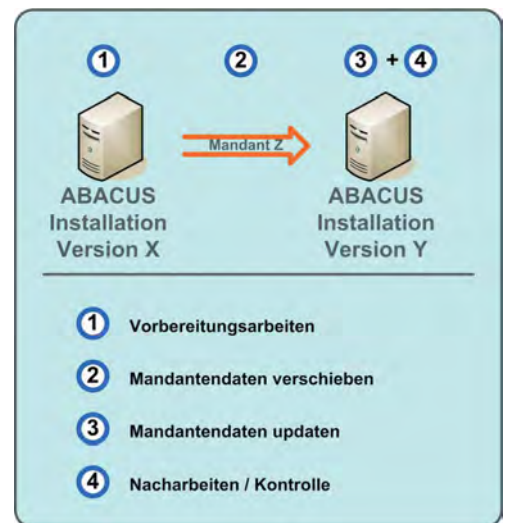 1 2 3 + 4
Mandant Z
ABACUS ABACUS
Installation Installation
Version X Version Y
1 Vorbereitungsarbeiten
2 Mandantendaten verschieben
3 Mandantendaten updaten
4 Nacharbeiten / Kontrolle